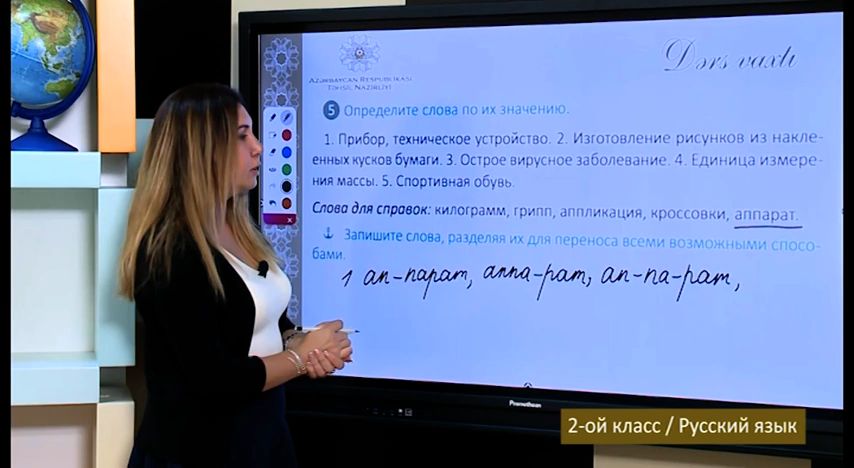 Dərs vaxtı
AZƏRBAYCAN RESPUBLİKASI
TƏHSİL NAZİRLİYİ
5 Определите слова по их значению.
1. Прибор, техническое устройство. 2. Изготовление рисунков из накле-
енных кусков бумаги. 3. Острое вирусное заболевание. 4. Единица измере-
ния массы. 5. Спортивная обувь.
Слова для справок: килограмм, грипп, аппликация, кроссовки, аппарат.
⚓ Запишите слова, разделяя их для переноса всеми возможными спосо-
бами.
1 ап-парат, аппа-рат, ап-па-рат,
Promethean
2-ой класс / Русский язык